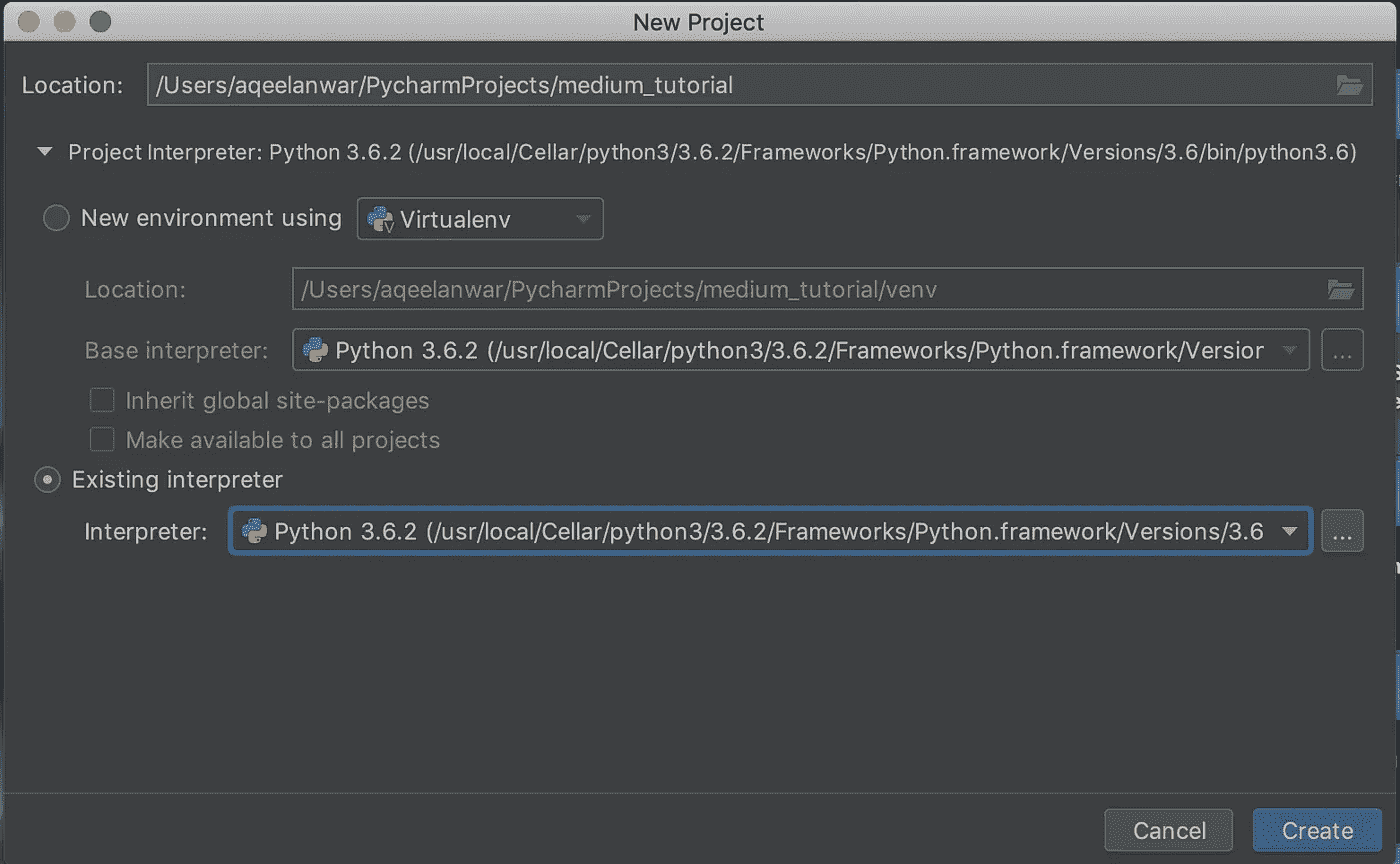 New Project
Location: /Users/aqeelanwar/PycharmProjects/medium_tutorial
Project Interpreter: Python 3.6.2 (/usr/local/Cellar/python3/3.6.2/Frameworks/Python.framework/Versions/3.6/bin/python3.6)
New environment using Virtualenv
Location: /Users/aqeelanwar/PycharmProjects/medium_tutorial/venv
Base interpreter: Python 3.6.2 (/usr/local/Cellar/python3/3.6.2/Frameworks/Python.framework/Version ...
Inherit global site-packages
Make available to all projects
Existing interpreter
Interpreter: Python 3.6.2 (/usr/local/Cellar/python3/3.6.2/Frameworks/Python.framework/Versions/3.6 ...
Cancel Create